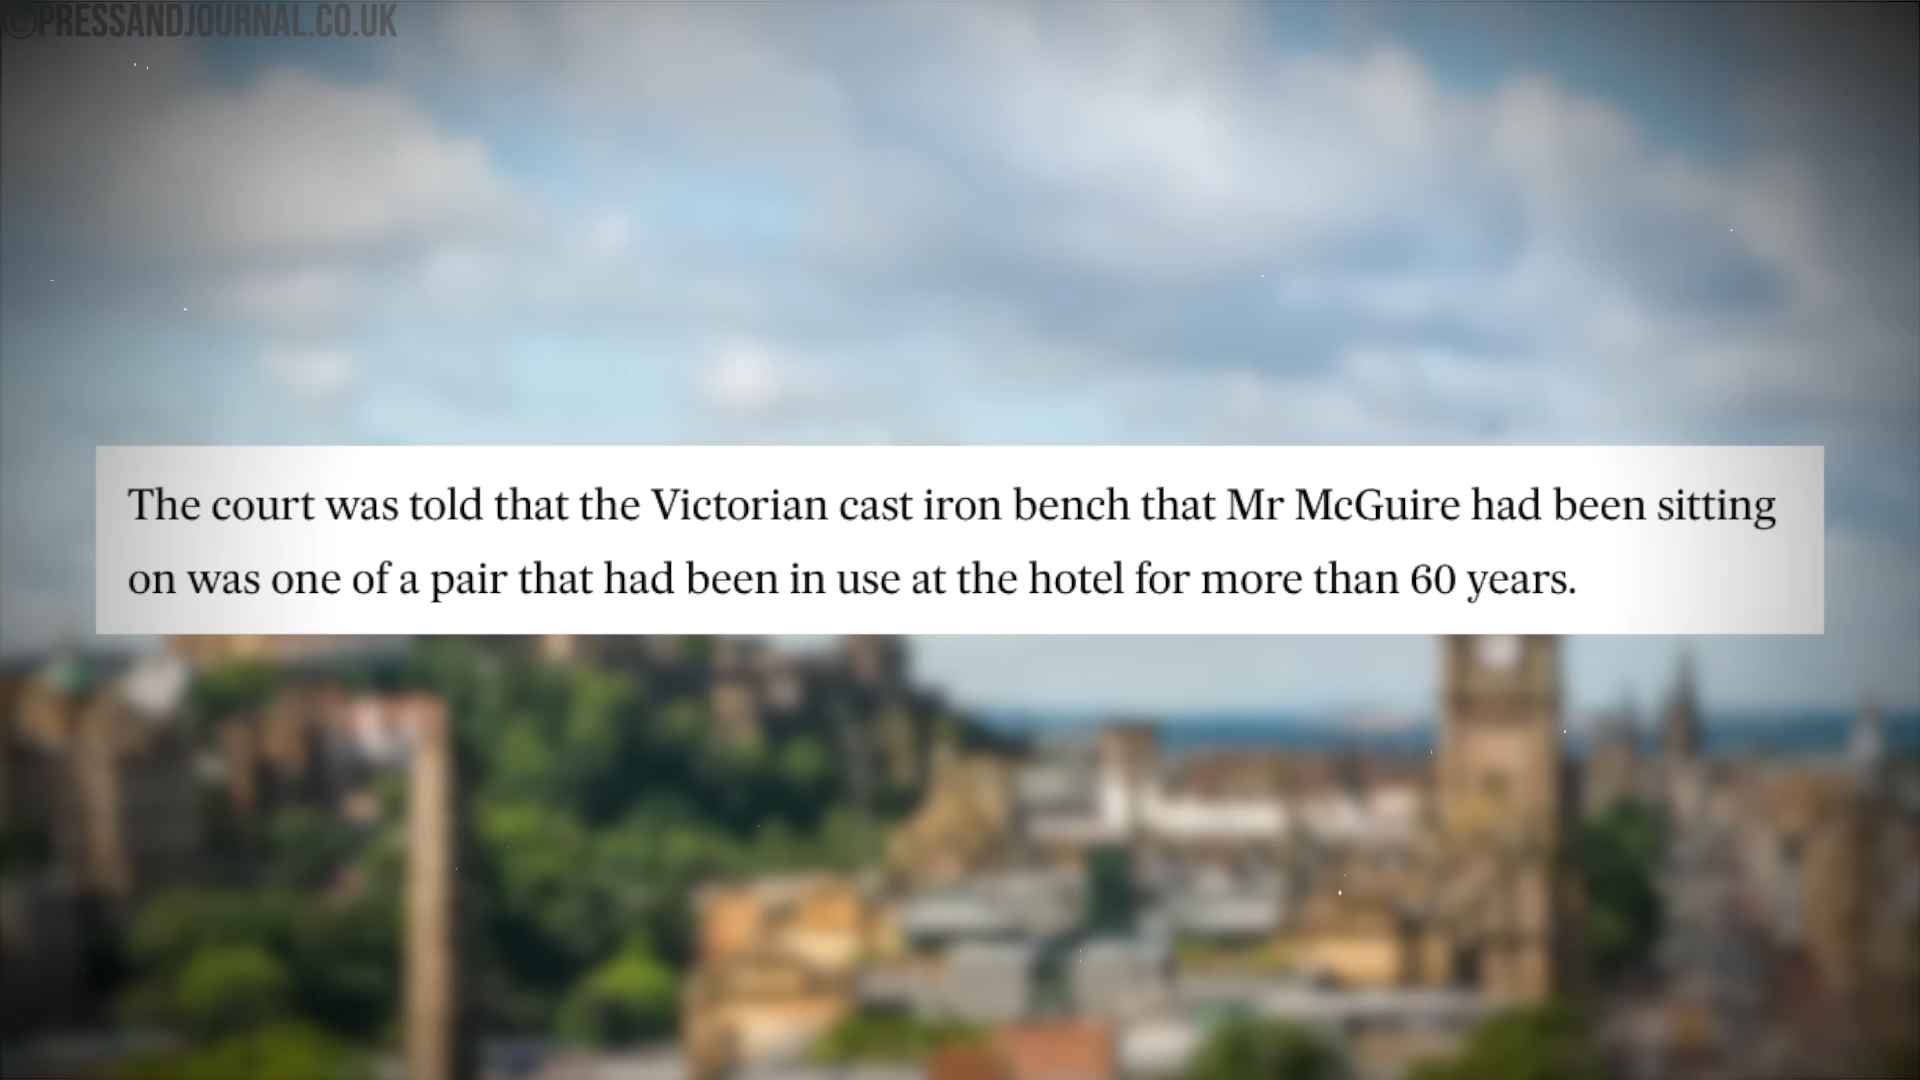 ©PRESSANDJOURNAL.CO.UK
The court was told that the Victorian cast iron bench that Mr McGuire had been sitting
on was one of a pair that had been in use at the hotel for more than 60 years.